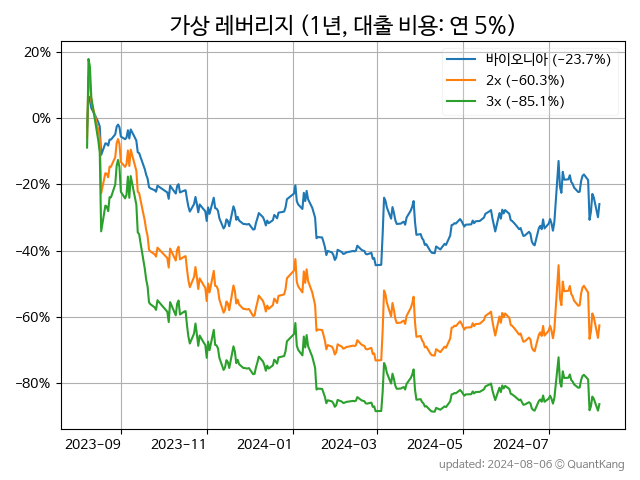 가상 레버리지 (1년, 대출 비용: 연 5%)
바이오니아 (−23.7%)
2x (−60.3%)
3x (−85.1%)
20%
0%
−20%
−40%
−60%
−80%
2023-09 2023-11 2024-01 2024-03 2024-05 2024-07
updated: 2024-08-06 © QuantKang